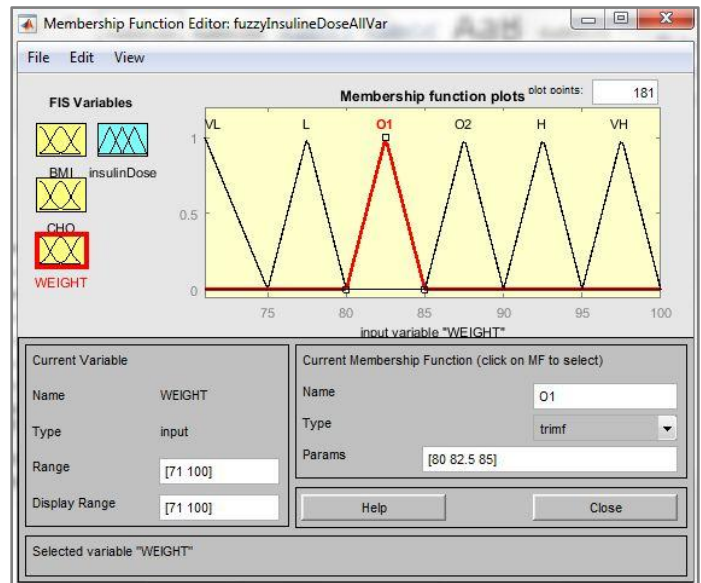 Membership Function Editor: fuzzyInsulineDoseAllVar
File Edit View
FIS Variables
BMI insulinDose
CHO
WEIGHT
Membership function plots plot points: 181
VL L O1 O2 H VH
1
0.5
0
75 80 85 90 95 100
input variable "WEIGHT"
Current Variable
Name WEIGHT
Type input
Range [71 100]
Display Range [71 100]
Current Membership Function (click on MF to select)
Name O1
Type trimf
Params [80 82.5 85]
Help Close
Selected variable "WEIGHT"